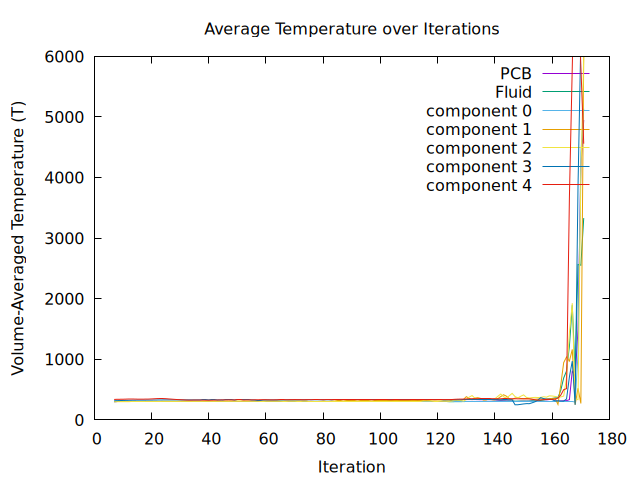 Average Temperature over Iterations
Volume-Averaged Temperature (T)
6000
5000
4000
3000
2000
1000
0
PCB
Fluid
component 0
component 1
component 2
component 3
component 4
0 20 40 60 80 100 120 140 160 180
Iteration